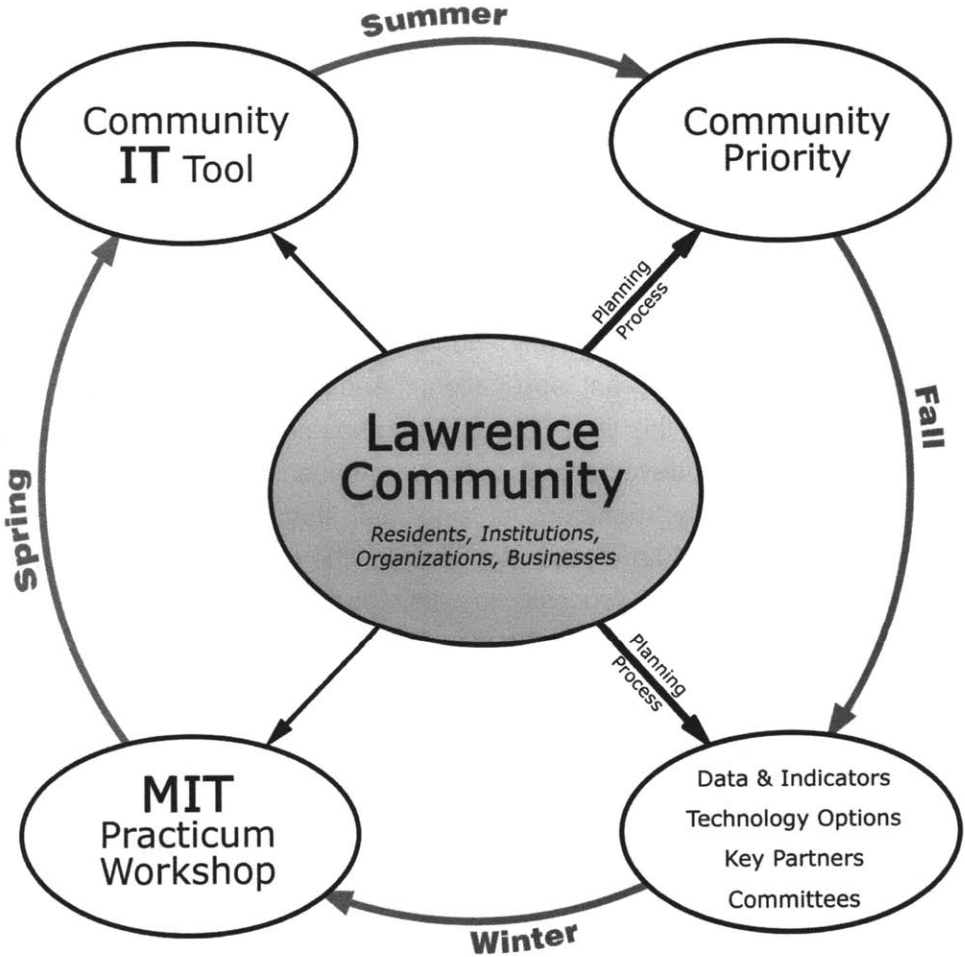 Summer
Community
IT Tool
Community
Priority
Planning
Process
Fall
Lawrence
Community
Residents, Institutions,
Organizations, Businesses
Spring
Planning
Process
MIT
Practicum
Workshop
Data & Indicators
Technology Options
Key Partners
Committees
Winter